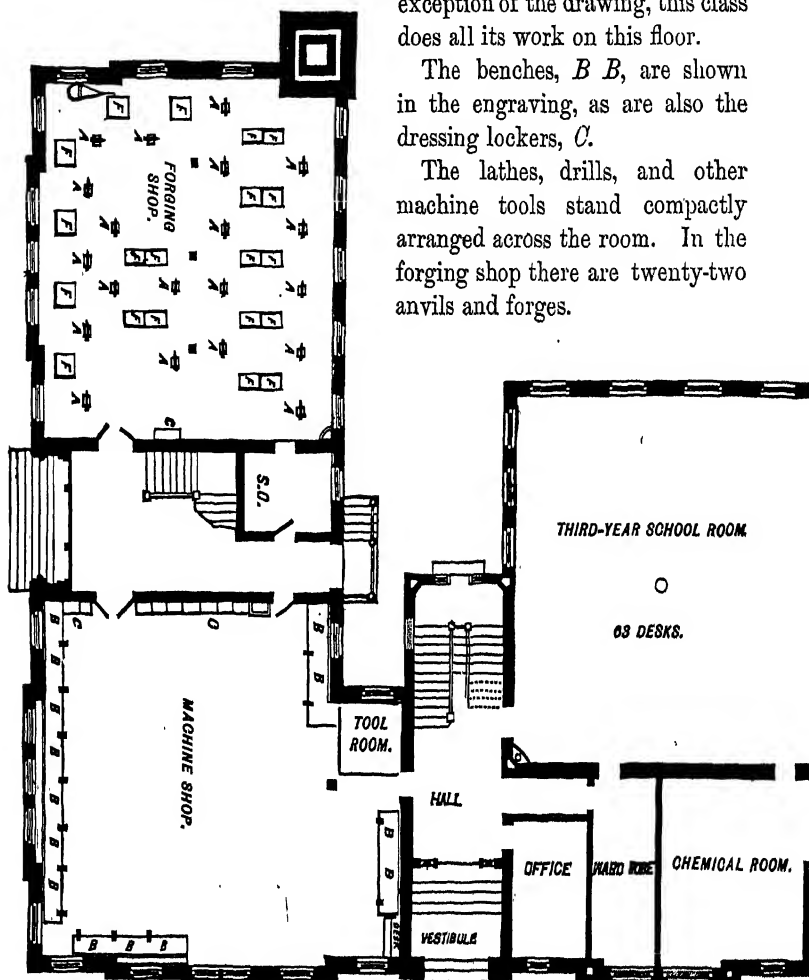 exception of the drawing, this class
does all its work on this floor.
The benches, B B, are shown
in the engraving, as are also the
dressing lockers, C.
The lathes, drills, and other
machine tools stand compactly
arranged across the room. In the
forging shop there are twenty-two
anvils and forges.
FORGING
SHOP.
C
S.O.
C
C
B
B
B
B
B
B
B
B
B
MACHINE SHOP.
TOOL
ROOM.
THIRD-YEAR SCHOOL ROOM.
63 DESKS.
HALL
B
B
B B B
DESK
VESTIBULE
OFFICE
WARD ROBE
CHEMICAL ROOM.